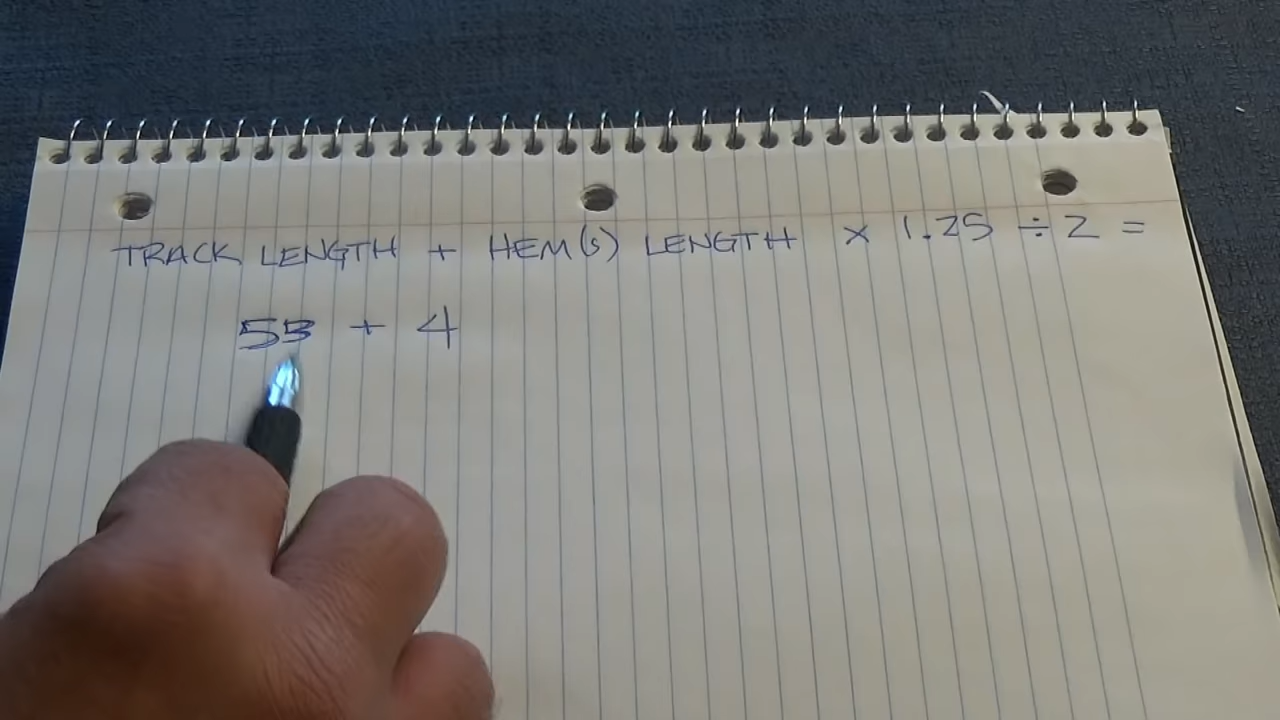 TRACK LENGTH + HEM(S) LENGTH × 1.25 ÷ 2 =
53 + 4